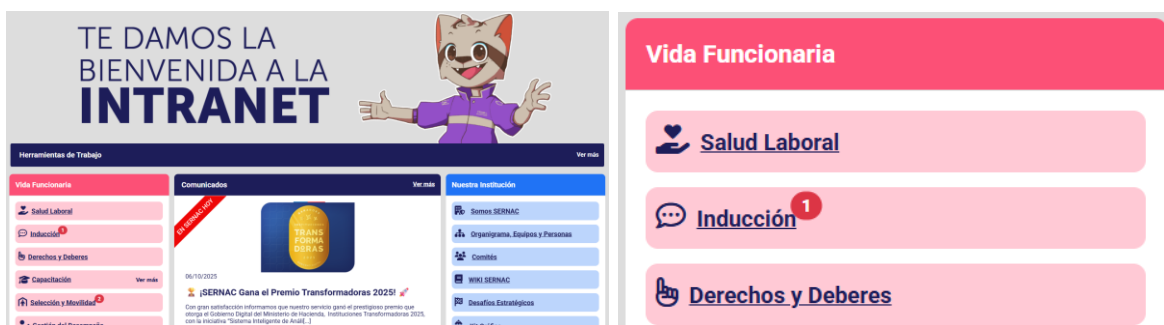 TE DAMOS LA
BIENVENIDA A LA
INTRANET
Herramientas de Trabajo
Ver más
Vida Funcionaria
Salud Laboral
Inducción 1
Derechos y Deberes
Capacitación
Ver más
Selección y Movilidad 2
Comunicados
Ver más
EN SERNAC HOY
TRANS
FORMA
DERAS
06/10/2025
¡SERNAC Gana el Premio Transformadoras 2025!
Con gran satisfacción informamos que nuestro servicio ganó el prestigioso premio que
otorga el Gobierno Digital del Ministerio de Hacienda, Instituciones Transformadoras 2025,
con la iniciativa "Sistema Inteligente de Análi[...]
Nuestra Institución
Somos SERNAC
Organigrama, Equipos y Personas
Comités
WIKI SERNAC
Desafíos Estratégicos
Vida Funcionaria
Salud Laboral
Inducción 1
Derechos y Deberes